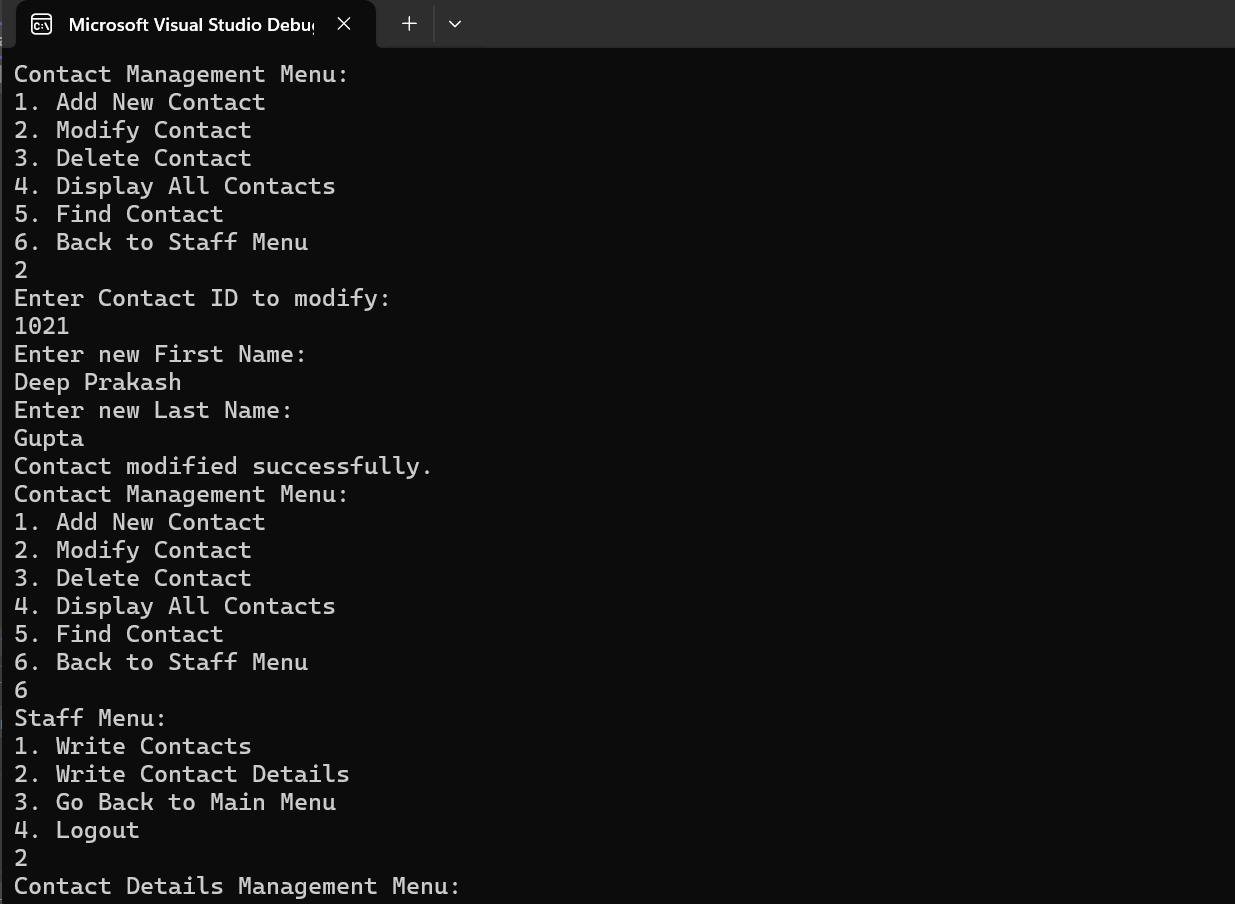 Microsoft Visual Studio Debu
Contact Management Menu:
1. Add New Contact
2. Modify Contact
3. Delete Contact
4. Display All Contacts
5. Find Contact
6. Back to Staff Menu
2
Enter Contact ID to modify:
1021
Enter new First Name:
Deep Prakash
Enter new Last Name:
Gupta
Contact modified successfully.
Contact Management Menu:
1. Add New Contact
2. Modify Contact
3. Delete Contact
4. Display All Contacts
5. Find Contact
6. Back to Staff Menu
6
Staff Menu:
1. Write Contacts
2. Write Contact Details
3. Go Back to Main Menu
4. Logout
2
Contact Details Management Menu: